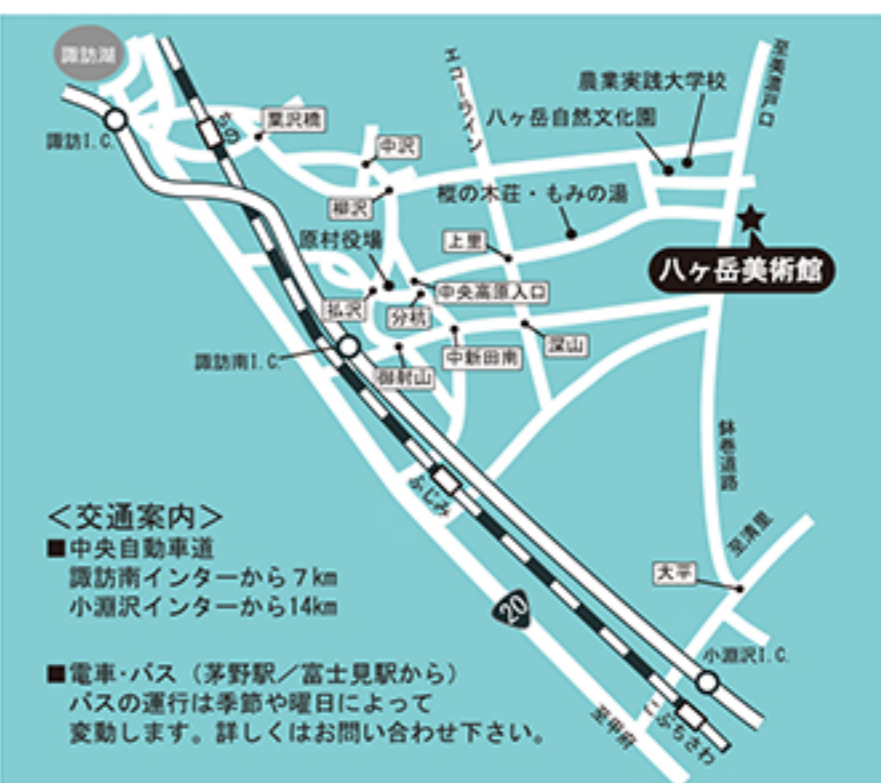 諏訪湖
諏訪I.C.
ちの
粟沢橋
中沢
柳沢
エコーライン
農業実践大学校
八ヶ岳自然文化園
至美濃戸口
樅の木荘・もみの湯
原村役場
上里
八ヶ岳美術館
中央高原入口
払沢
分杭
深山
中新田南
諏訪南I.C.
御射山
鉢巻道路
ふじみ
<交通案内>
■中央自動車道
諏訪南インターから7km
小淵沢インターから14km
至清里
大平
20
小淵沢I.C.
■電車･バス（茅野駅／富士見駅から）
バスの運行は季節や曜日によって
変動します。詳しくはお問い合わせ下さい。
至甲府
こぶちさわ